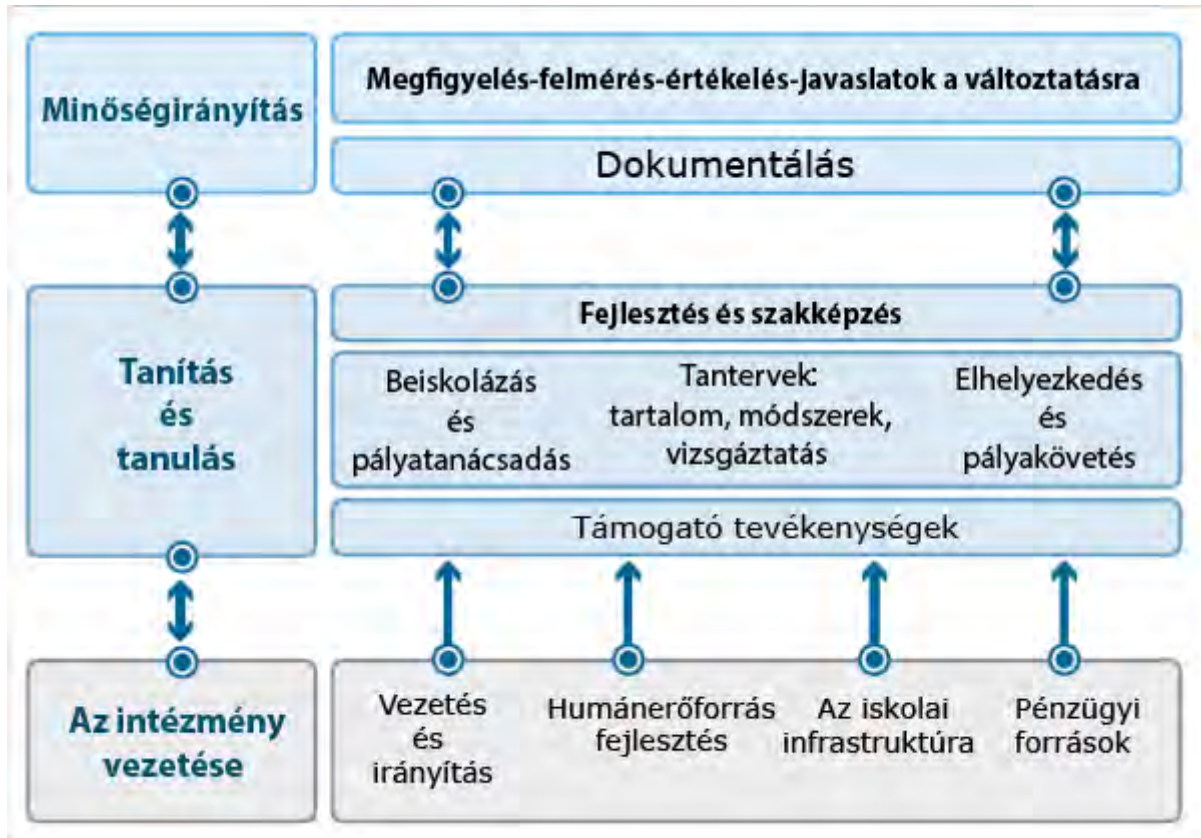 Minőségirányítás
Megfigyelés-felmérés-értékelés-javaslatok a változtatásra
Dokumentálás
Tanítás
és
tanulás
Fejlesztés és szakképzés
Beiskolázás
és
pályatanácsadás
Tantervek:
tartalom, módszerek,
vizsgáztatás
Elhelyezkedés
és
pályakövetés
Támogató tevékenységek
Az intézmény
vezetése
Vezetés
és
irányítás
Humánerőforrás
fejlesztés
Az iskolai
infrastruktúra
Pénzügyi
források